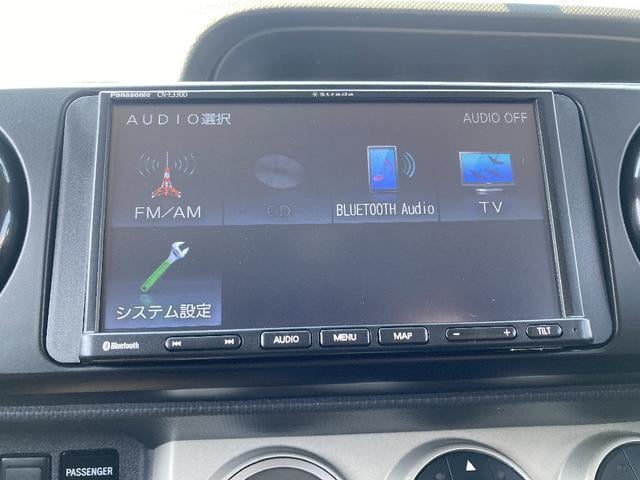 Panasonic CN-E330D Strada
AUDIO選択 AUDIO OFF
FM/AM CD BLUETOOTH Audio TV
システム設定
Bluetooth AUDIO MENU MAP − + TILT
PASSENGER